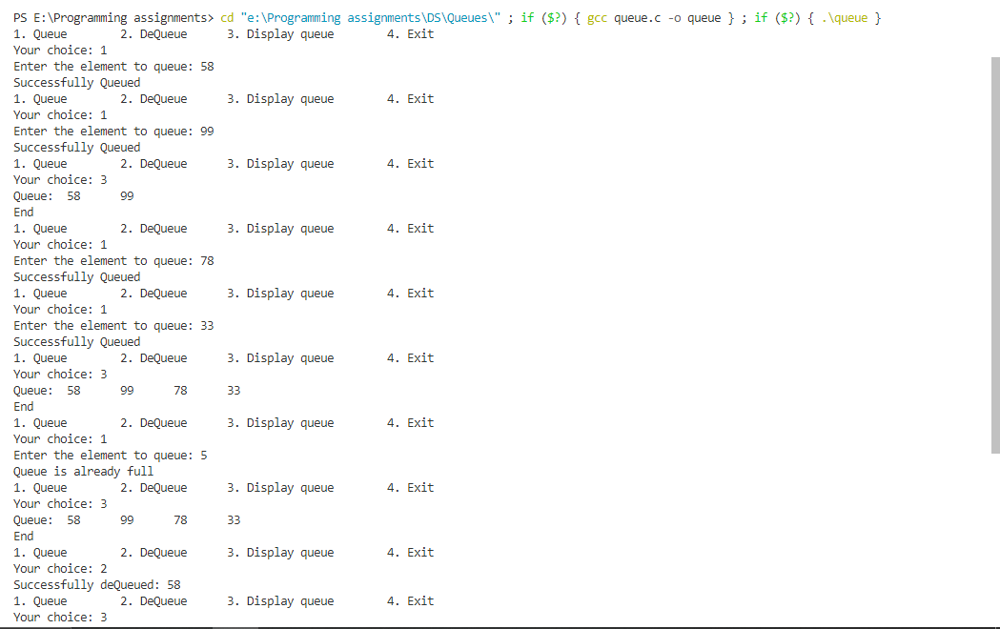 PS E:\Programming assignments> cd "e:\Programming assignments\DS\Queues\" ; if ($?) { gcc queue.c -o queue } ; if ($?) { .\queue }
1. Queue        2. DeQueue      3. Display queue        4. Exit
Your choice: 1
Enter the element to queue: 58
Successfully Queued
1. Queue        2. DeQueue      3. Display queue        4. Exit
Your choice: 1
Enter the element to queue: 99
Successfully Queued
1. Queue        2. DeQueue      3. Display queue        4. Exit
Your choice: 3
Queue:  58      99
End
1. Queue        2. DeQueue      3. Display queue        4. Exit
Your choice: 1
Enter the element to queue: 78
Successfully Queued
1. Queue        2. DeQueue      3. Display queue        4. Exit
Your choice: 1
Enter the element to queue: 33
Successfully Queued
1. Queue        2. DeQueue      3. Display queue        4. Exit
Your choice: 3
Queue:  58      99      78      33
End
1. Queue        2. DeQueue      3. Display queue        4. Exit
Your choice: 1
Enter the element to queue: 5
Queue is already full
1. Queue        2. DeQueue      3. Display queue        4. Exit
Your choice: 3
Queue:  58      99      78      33
End
1. Queue        2. DeQueue      3. Display queue        4. Exit
Your choice: 2
Successfully deQueued: 58
1. Queue        2. DeQueue      3. Display queue        4. Exit
Your choice: 3